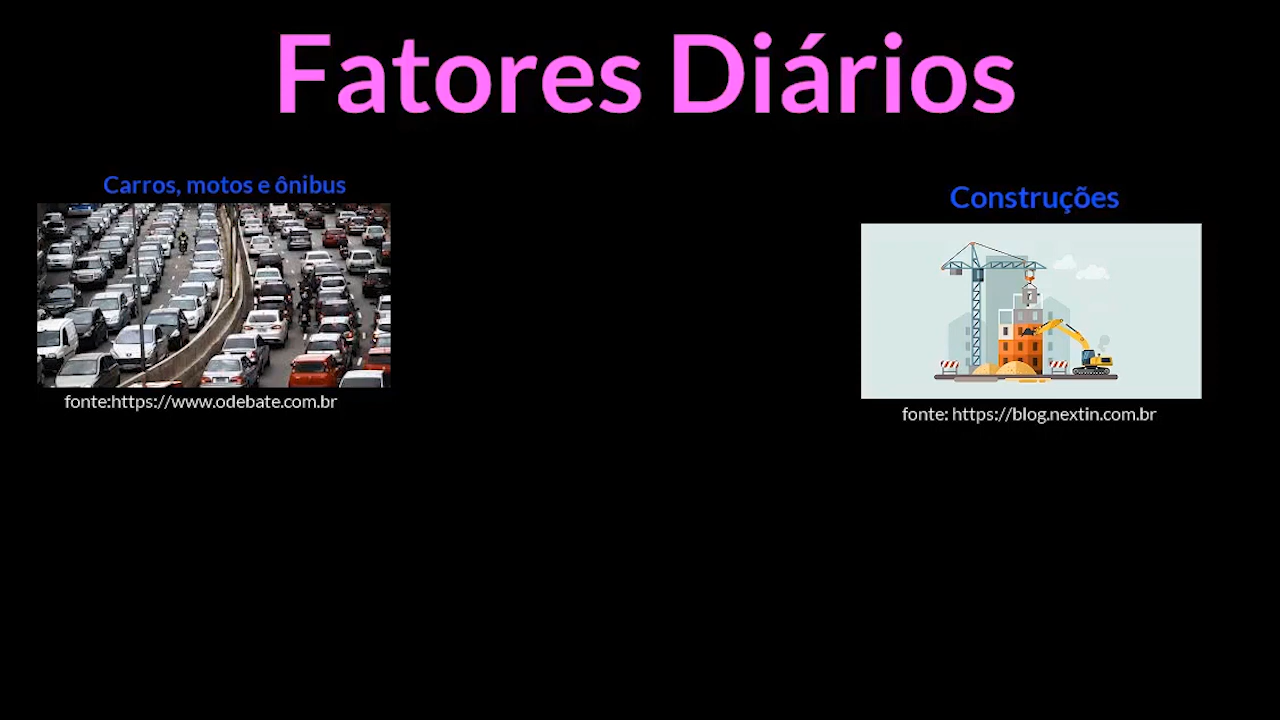 Fatores Diários
Carros, motos e ônibus
fonte:https://www.odebate.com.br
Construções
fonte: https://blog.nextin.com.br